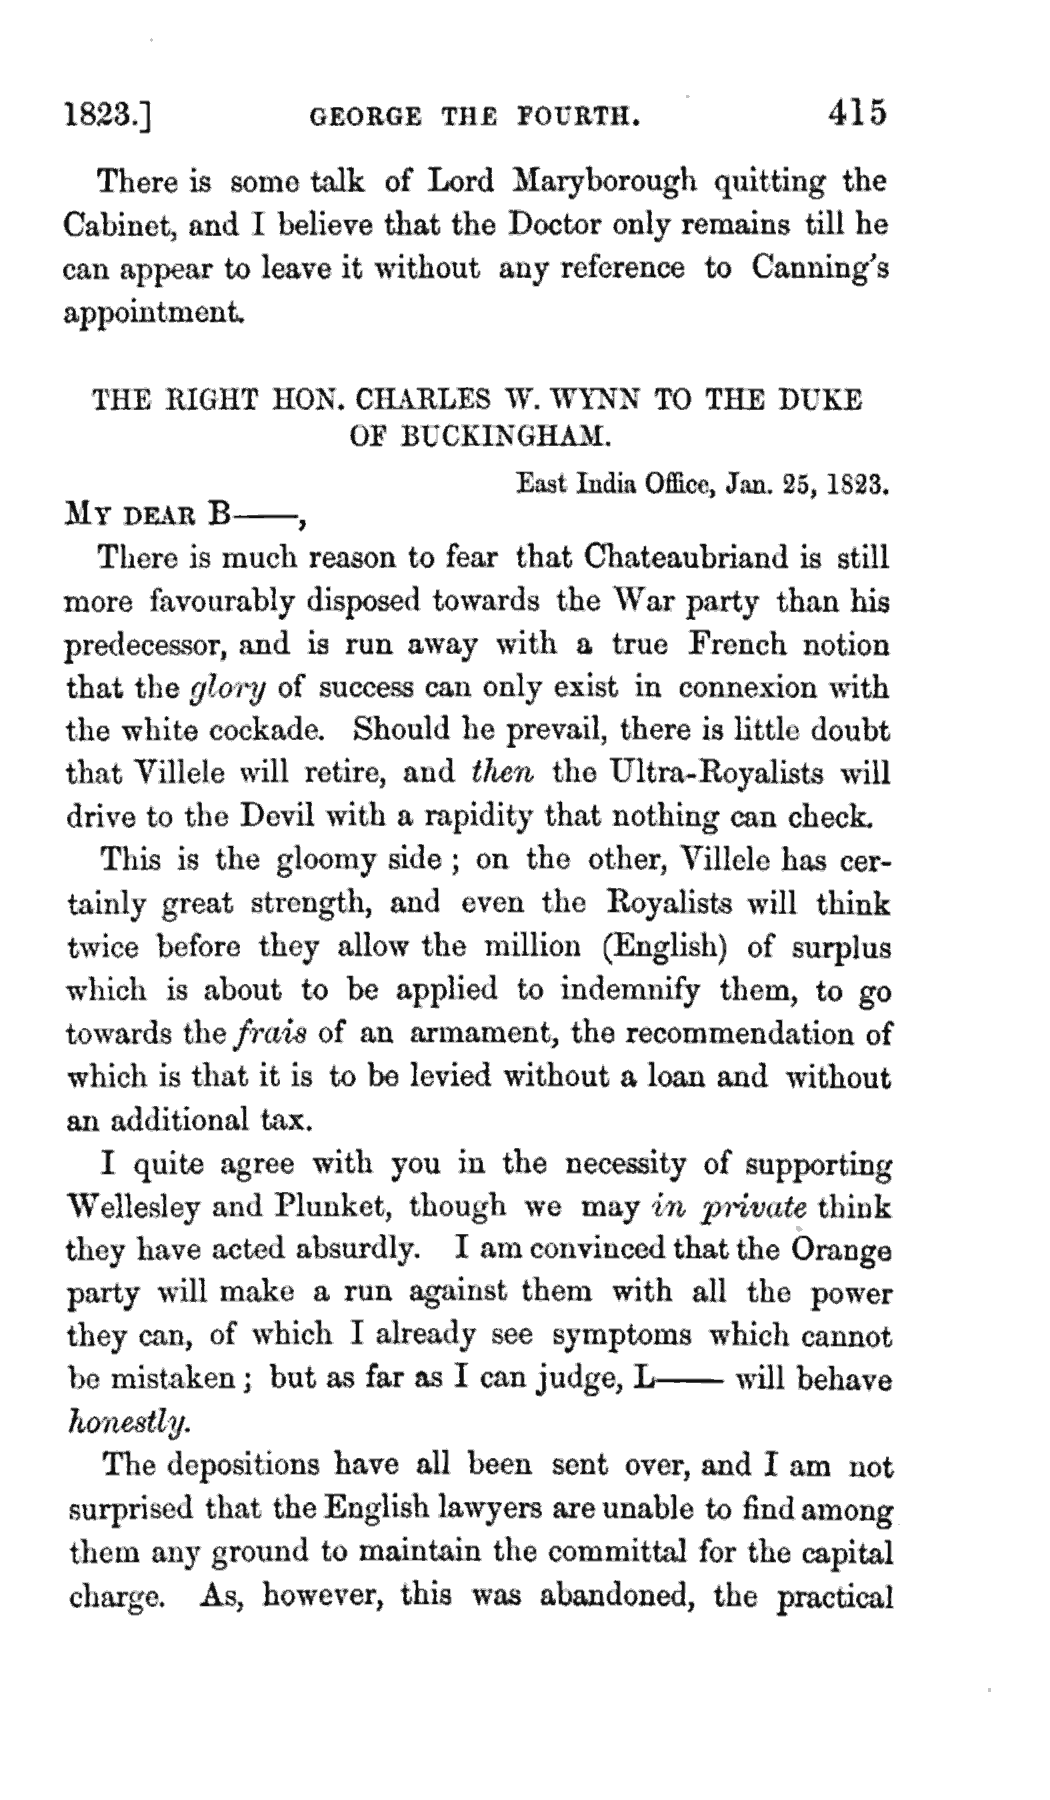 1823.] GEORGE THE FOURTH. 415
There is some talk of Lord Maryborough quitting the
Cabinet, and I believe that the Doctor only remains till he
can appear to leave it without any reference to Canning's
appointment.
THE RIGHT HON. CHARLES W. WYNN TO THE DUKE
OF BUCKINGHAM.
East India Office, Jan. 25, 1823.
MY DEAR B——,
There is much reason to fear that Chateaubriand is still
more favourably disposed towards the War party than his
predecessor, and is run away with a true French notion
that the glory of success can only exist in connexion with
the white cockade. Should he prevail, there is little doubt
that Villele will retire, and then the Ultra-Royalists will
drive to the Devil with a rapidity that nothing can check.
This is the gloomy side ; on the other, Villele has cer-
tainly great strength, and even the Royalists will think
twice before they allow the million (English) of surplus
which is about to be applied to indemnify them, to go
towards the frais of an armament, the recommendation of
which is that it is to be levied without a loan and without
an additional tax.
I quite agree with you in the necessity of supporting
Wellesley and Plunket, though we may in private think
they have acted absurdly. I am convinced that the Orange
party will make a run against them with all the power
they can, of which I already see symptoms which cannot
be mistaken ; but as far as I can judge, L—— will behave
honestly.
The depositions have all been sent over, and I am not
surprised that the English lawyers are unable to find among
them any ground to maintain the committal for the capital
charge. As, however, this was abandoned, the practical